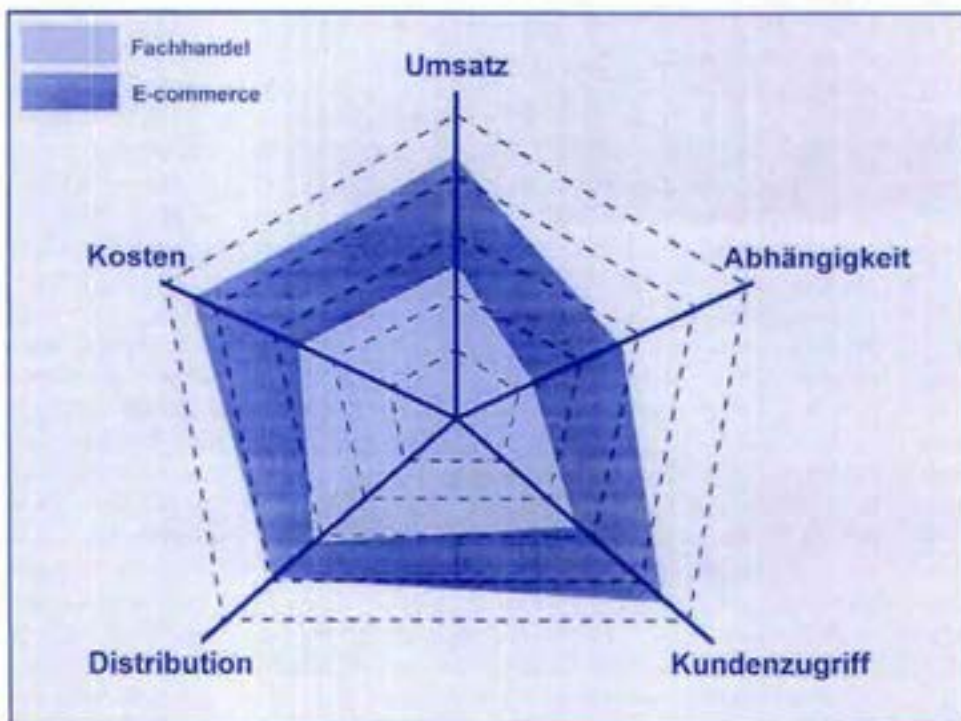 Fachhandel
E-commerce
Umsatz
Kosten
Abhängigkeit
Distribution
Kundenzugriff